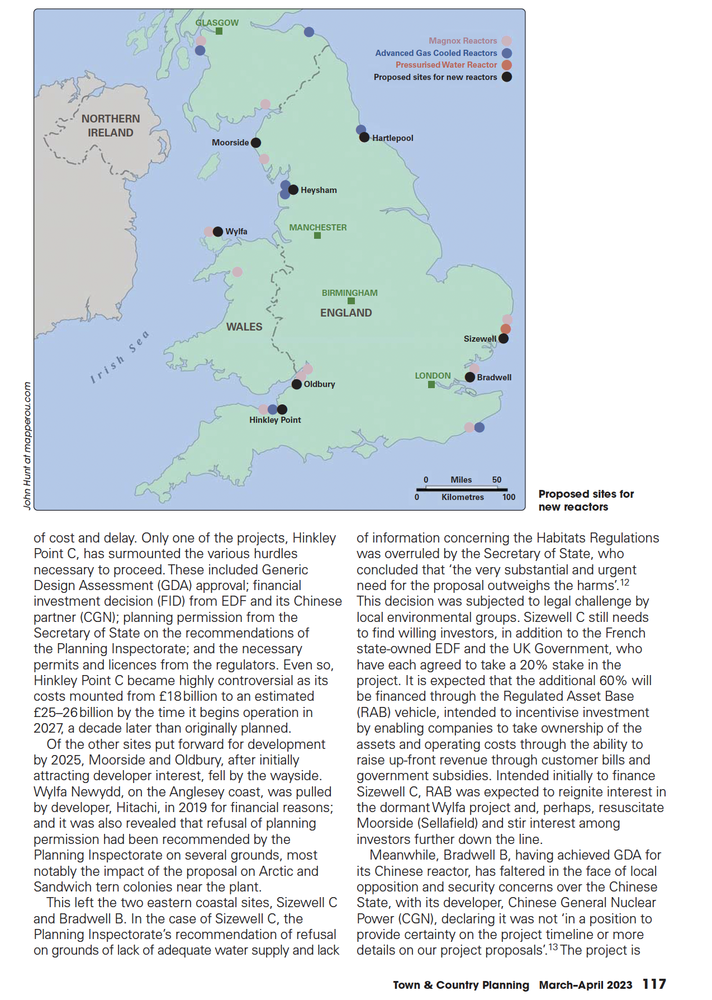 GLASGOW
Magnox Reactors
Advanced Gas Cooled Reactors
Pressurised Water Reactor
Proposed sites for new reactors
NORTHERN
IRELAND
Moorside
Hartlepool
Heysham
Wylfa
MANCHESTER
BIRMINGHAM
ENGLAND
WALES
Irish Sea
Sizewell
LONDON
Bradwell
Oldbury
Hinkley Point
0 Miles 50
0 Kilometres 100
John Hunt at mapperou.com
Proposed sites for
new reactors
of cost and delay. Only one of the projects, Hinkley
Point C, has surmounted the various hurdles
necessary to proceed. These included Generic
Design Assessment (GDA) approval; financial
investment decision (FID) from EDF and its Chinese
partner (CGN); planning permission from the
Secretary of State on the recommendations of
the Planning Inspectorate; and the necessary
permits and licences from the regulators. Even so,
Hinkley Point C became highly controversial as its
costs mounted from £18 billion to an estimated
£25–26 billion by the time it begins operation in
2027, a decade later than originally planned.
Of the other sites put forward for development
by 2025, Moorside and Oldbury, after initially
attracting developer interest, fell by the wayside.
Wylfa Newydd, on the Anglesey coast, was pulled
by developer, Hitachi, in 2019 for financial reasons;
and it was also revealed that refusal of planning
permission had been recommended by the
Planning Inspectorate on several grounds, most
notably the impact of the proposal on Arctic and
Sandwich tern colonies near the plant.
This left the two eastern coastal sites, Sizewell C
and Bradwell B. In the case of Sizewell C, the
Planning Inspectorate's recommendation of refusal
on grounds of lack of adequate water supply and lack
of information concerning the Habitats Regulations
was overruled by the Secretary of State, who
concluded that 'the very substantial and urgent
need for the proposal outweighs the harms'.12
This decision was subjected to legal challenge by
local environmental groups. Sizewell C still needs
to find willing investors, in addition to the French
state-owned EDF and the UK Government, who
have each agreed to take a 20% stake in the
project. It is expected that the additional 60% will
be financed through the Regulated Asset Base
(RAB) vehicle, intended to incentivise investment
by enabling companies to take ownership of the
assets and operating costs through the ability to
raise up-front revenue through customer bills and
government subsidies. Intended initially to finance
Sizewell C, RAB was expected to reignite interest in
the dormant Wylfa project and, perhaps, resuscitate
Moorside (Sellafield) and stir interest among
investors further down the line.
Meanwhile, Bradwell B, having achieved GDA for
its Chinese reactor, has faltered in the face of local
opposition and security concerns over the Chinese
State, with its developer, Chinese General Nuclear
Power (CGN), declaring it was not 'in a position to
provide certainty on the project timeline or more
details on our project proposals'.13 The project is
Town & Country Planning March–April 2023 117